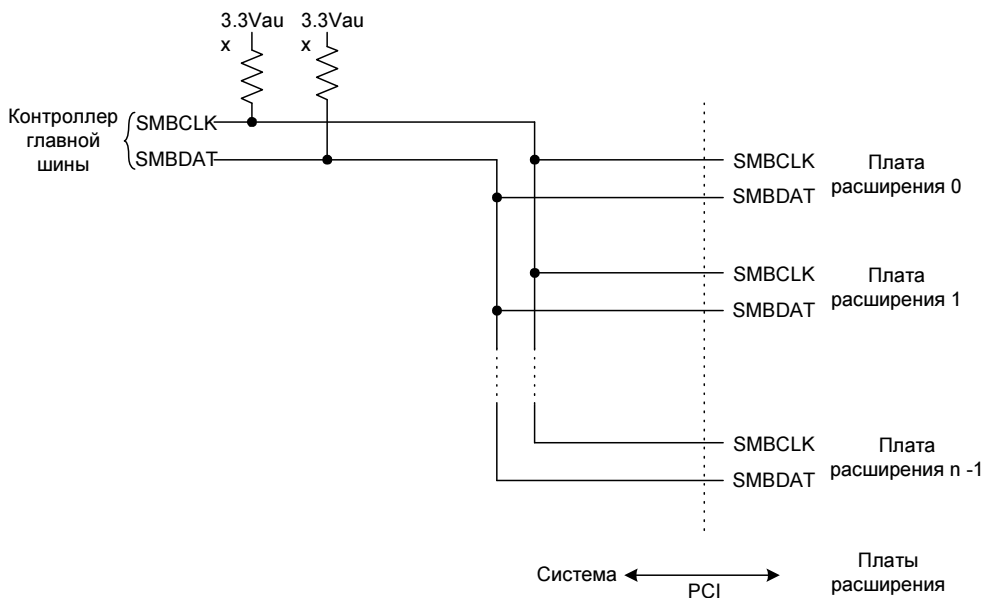 3.3Vau 3.3Vau
x x
Контроллер
главной
шины
SMBCLK
SMBDAT
SMBCLK
SMBDAT
Плата
расширения 0
SMBCLK
SMBDAT
Плата
расширения 1
SMBCLK
SMBDAT
Плата
расширения n -1
Система
PCI
Платы
расширения